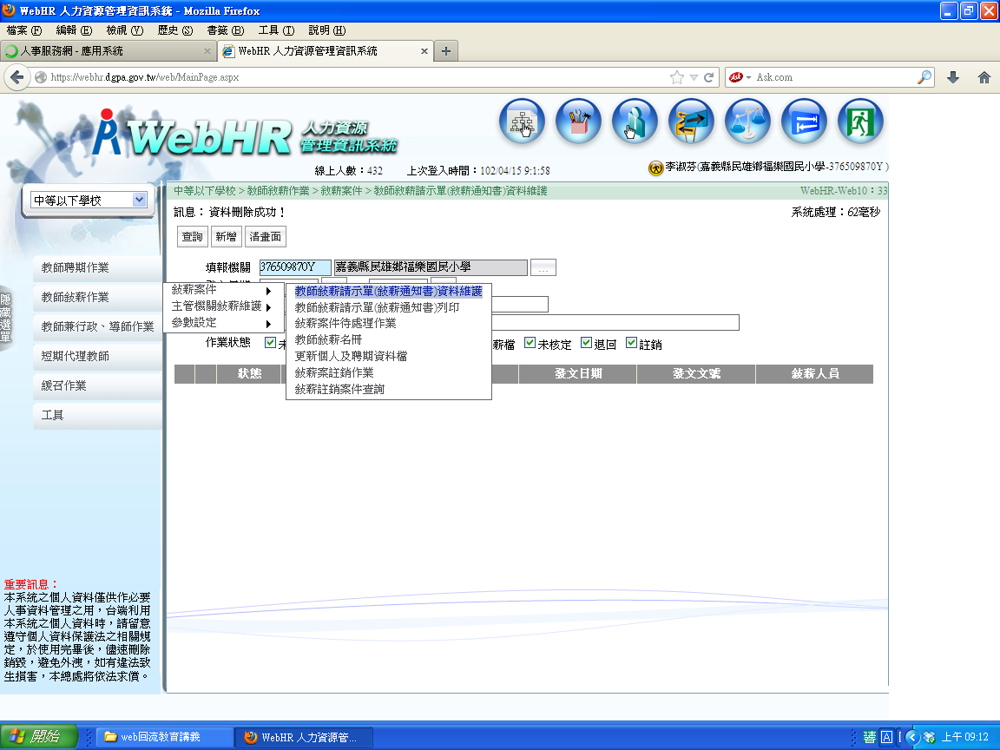 WebHR 人力資源管理資訊系統 - Mozilla Firefox
檔案(F) 編輯(E) 檢視(V) 歷史(S) 書籤(B) 工具(T) 說明(H)
人事服務網 - 應用系統 × WebHR 人力資源管理資訊系統 × +
https://webhr.dgpa.gov.tw/web/MainPage.aspx Ask Ask.com
WebHR 人力資源
管理資訊系統
線上人數：432 上次登入時間：102/04/15 9:1:58 李淑芬(嘉義縣民雄鄉福樂國民小學-376509870Y )
中等以下學校
中等以下學校 > 教師敘薪作業 > 敘薪案件 > 教師敘薪請示單(敘薪通知書)資料維護 WebHR-Web10：33
訊息：資料刪除成功！ 系統處理：62毫秒
查詢 新增 清畫面
填報機關 376509870Y 嘉義縣民雄鄉福樂國民小學 ...
教師聘期作業
教師敘薪作業
教師兼行政、導師作業
短期代理教師
緩召作業
工具
隱藏選單
敘薪案件
主管機關敘薪維護
參數設定
教師敘薪請示單(敘薪通知書)資料維護
教師敘薪請示單(敘薪通知書)列印
敘薪案件待處理作業
教師敘薪名冊
更新個人及聘期資料檔
敘薪案註銷作業
敘薪註銷案件查詢
作業狀態 未 薪檔 未核定 退回 註銷
狀態 發文日期 發文文號 敘薪人員
重要訊息：
本系統之個人資料僅供作必要
人事資料管理之用，台端利用
本系統之個人資料時，請留意
遵守個人資料保護法之相關規
定，於使用完畢後，儘速刪除
銷毀，避免外洩，如有違法致
生損害，本總處將依法求償。
開始 web回流教育講義 WebHR 人力資源管... A 上午 09:12